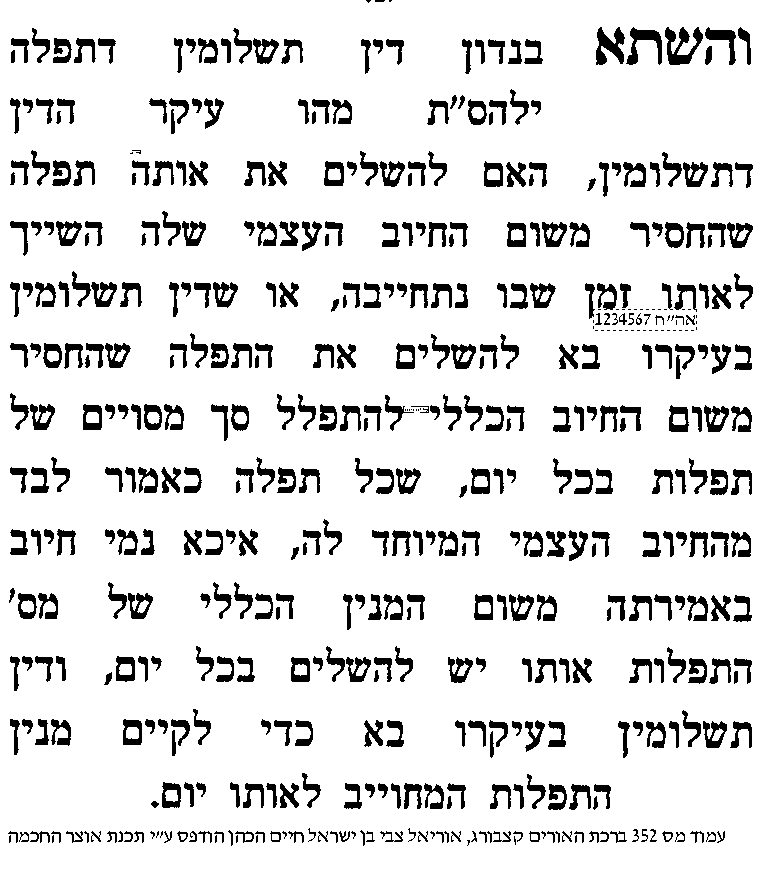 והשתא בנדון דין תשלומין דתפלה
ילהס״ת מהו עיקר הדין
דתשלומין, האם להשלים את אותה תפלה
שהחסיר משום החיוב העצמי שלה השייך
לאותו זמן שבו נתחייבה, או שדין תשלומין
אה״ח 1234567
בעיקרו בא להשלים את התפלה שהחסיר
משום החיוב הכללי להתפלל סך מסויים של
תפלות בכל יום, שכל תפלה כאמור לבד
מהחיוב העצמי המיוחד לה, איכא נמי חיוב
באמירתה משום המנין הכללי של מס׳
התפלות אותו יש להשלים בכל יום, ודין
תשלומין בעיקרו בא כדי לקיים מנין
התפלות המחוייב לאותו יום.
עמוד מס 352 ברכת האורים קצבורג, אוריאל צבי בן ישראל חיים הכהן הודפס ע״י תכנת אוצר החכמה